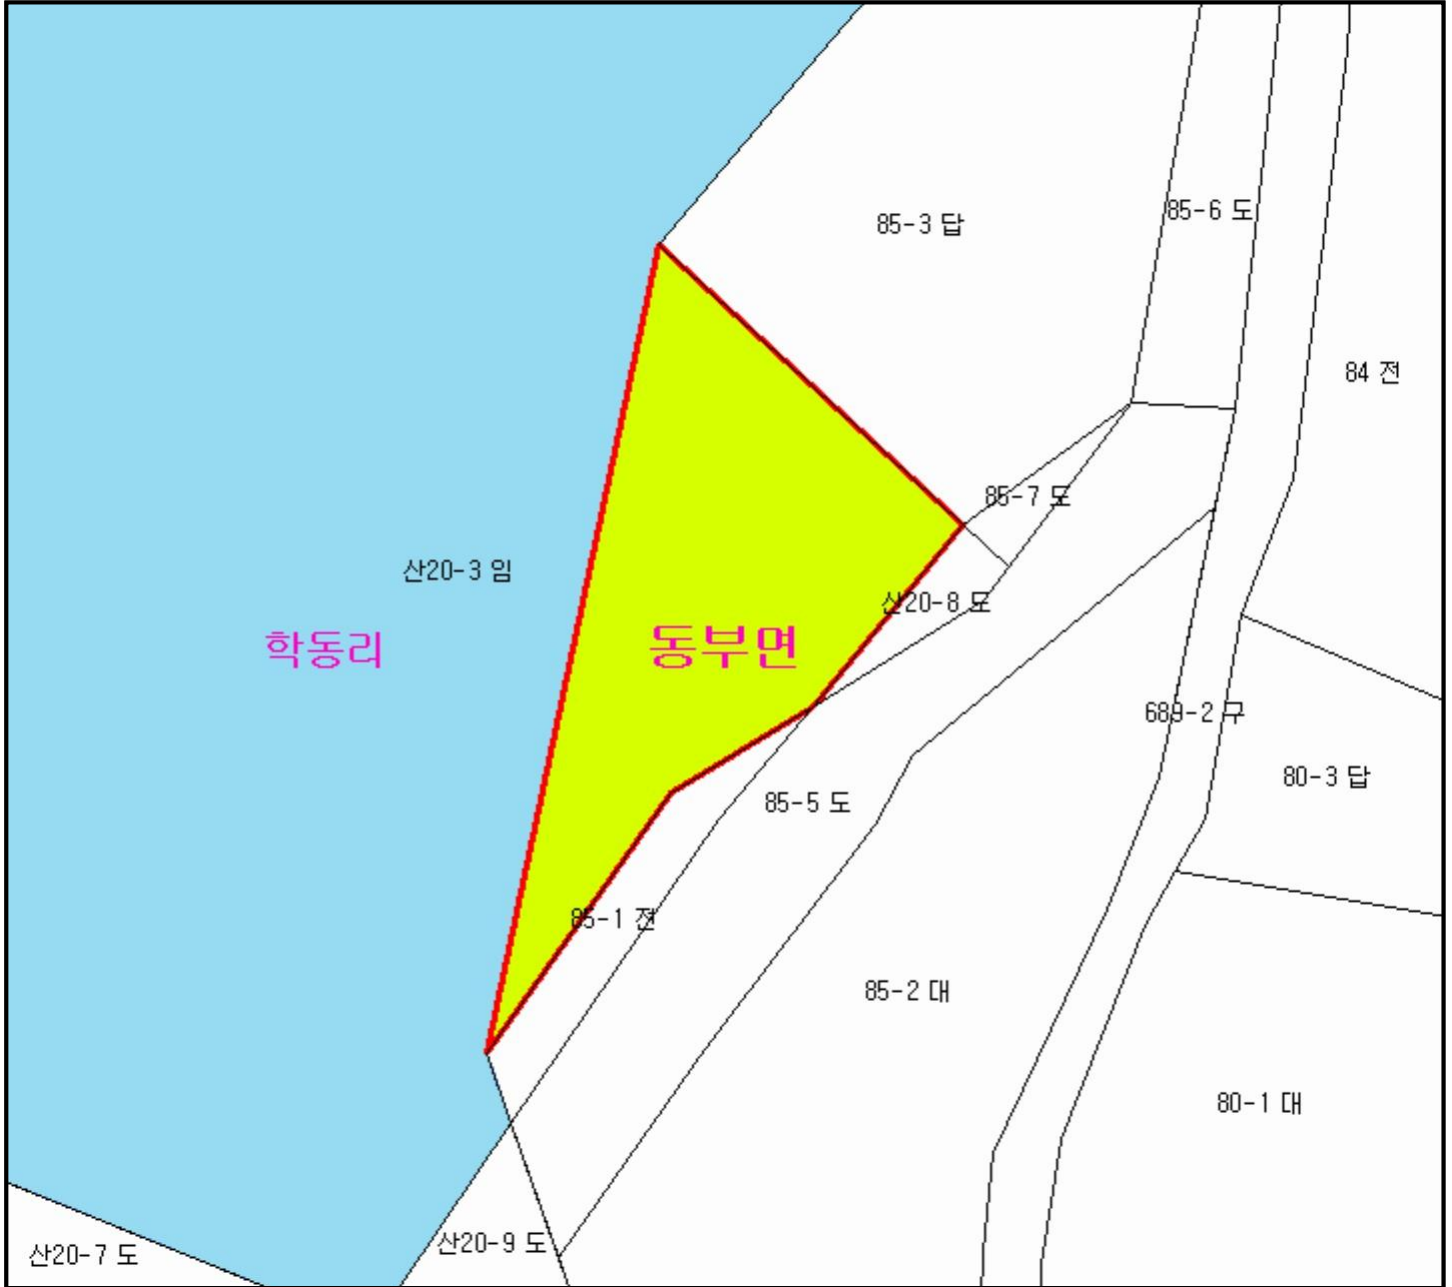 85-6 도
85-3 답
84 전
85-7 도
산20-3 임
산20-8 도
학동리
동부면
689-2 구
80-3 답
85-5 도
85-1 전
85-2 대
80-1 대
산20-9 도
산20-7 도